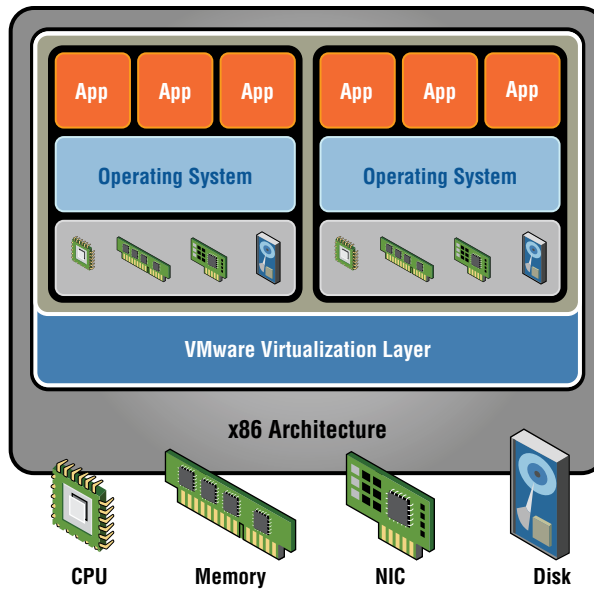 App App App App App App
Operating System Operating System
VMware Virtualization Layer
x86 Architecture
CPU Memory NIC Disk